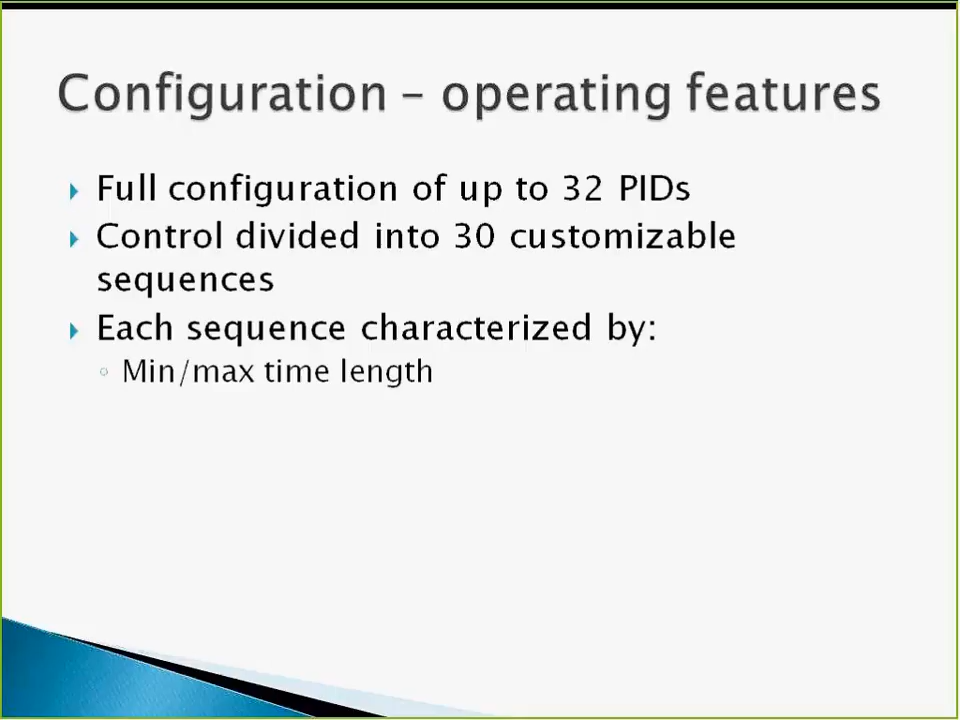 Configuration – operating features
Full configuration of up to 32 PIDs
Control divided into 30 customizable
sequences
Each sequence characterized by:
Min/max time length